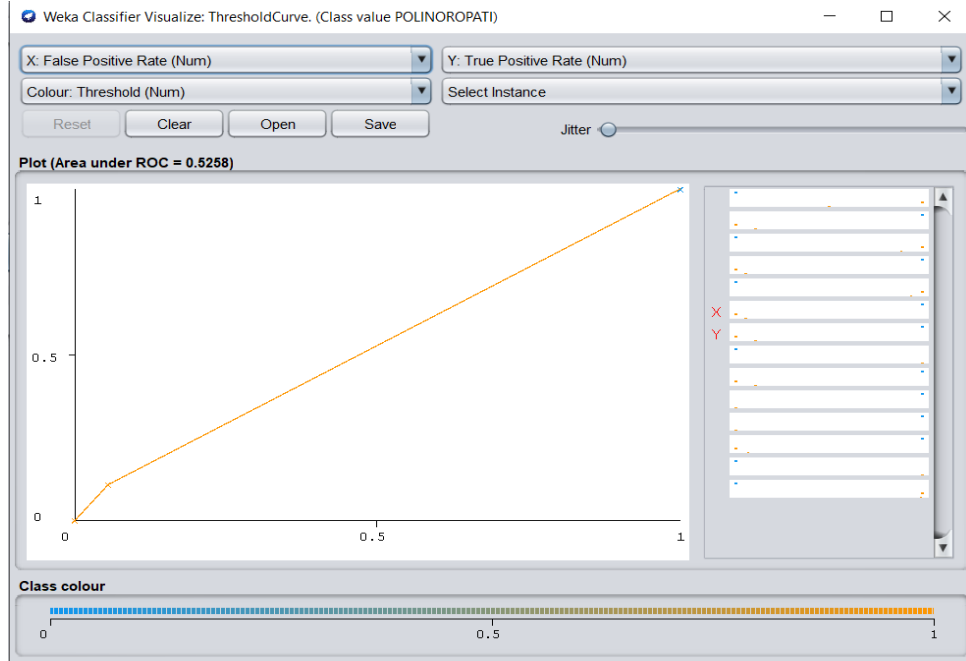 Weka Classifier Visualize: ThresholdCurve. (Class value POLINOROPATI)
X: False Positive Rate (Num)
Y: True Positive Rate (Num)
Colour: Threshold (Num)
Select Instance
Reset
Clear
Open
Save
Jitter
Plot (Area under ROC = 0.5258)
1
0.5
0
0
0.5
1
X
Y
Class colour
0
0.5
1